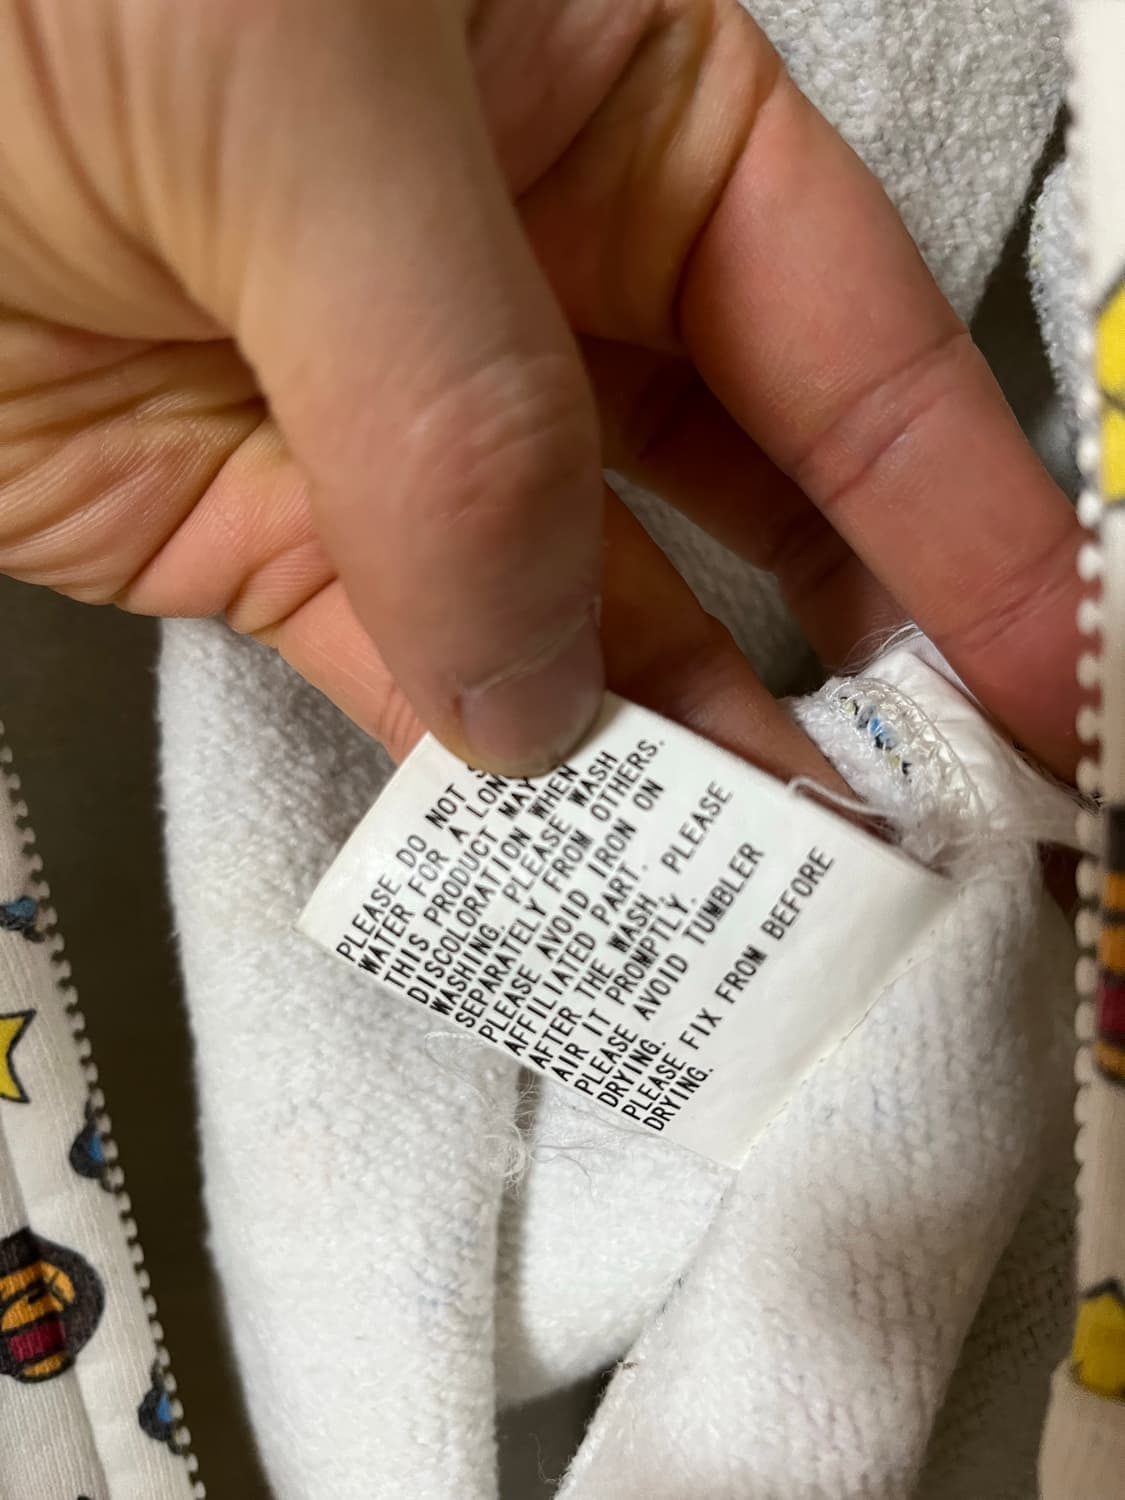 PLEASE DO NOT
WATER FOR A LON
THIS PRODUCT MAY
DISCOLORATION WHEN
WASHING, PLEASE WASH
SEPARATELY FROM OTHERS.
PLEASE AVOID IRON ON
AFFILIATED PART.
AFTER THE WASH, PLEASE
AIR IT PROMPTLY.
PLEASE AVOID TUMBLER
DRYING.
PLEASE FIX FROM BEFORE
DRYING.